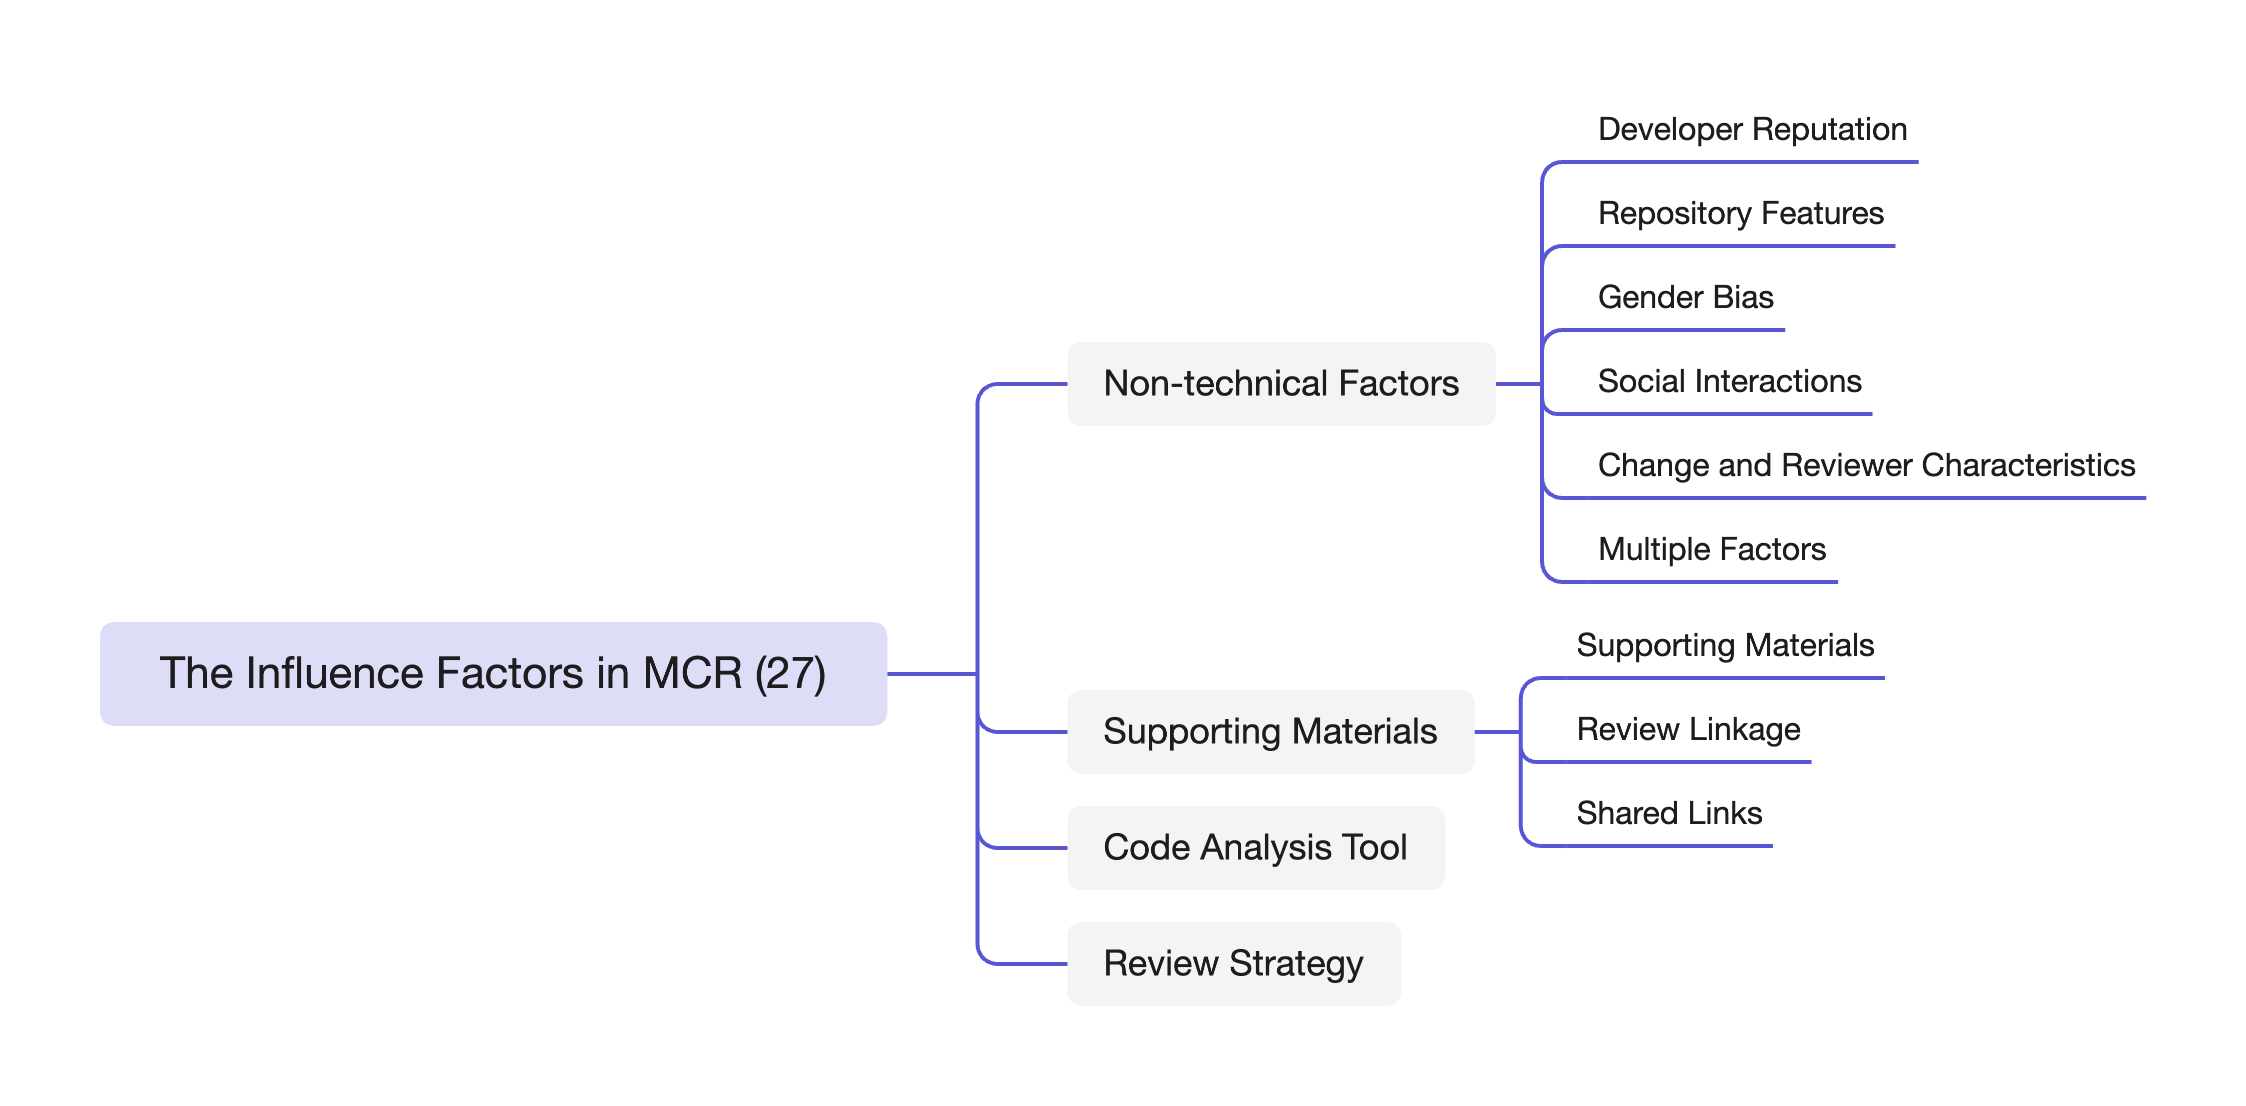 The Influence Factors in MCR (27)
Non-technical Factors
Developer Reputation
Repository Features
Gender Bias
Social Interactions
Change and Reviewer Characteristics
Multiple Factors
Supporting Materials
Supporting Materials
Review Linkage
Shared Links
Code Analysis Tool
Review Strategy